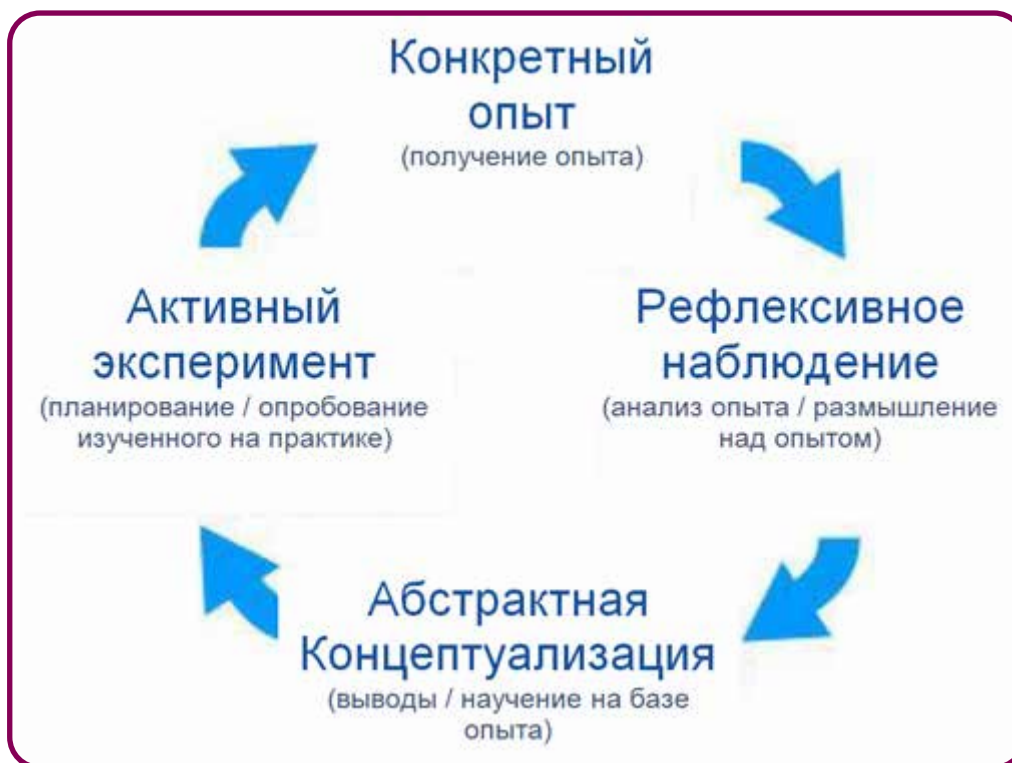 Конкретный
опыт
(получение опыта)
Активный
эксперимент
(планирование / опробование
изученного на практике)
Рефлексивное
наблюдение
(анализ опыта / размышление
над опытом)
Абстрактная
Концептуализация
(выводы / научение на базе
опыта)